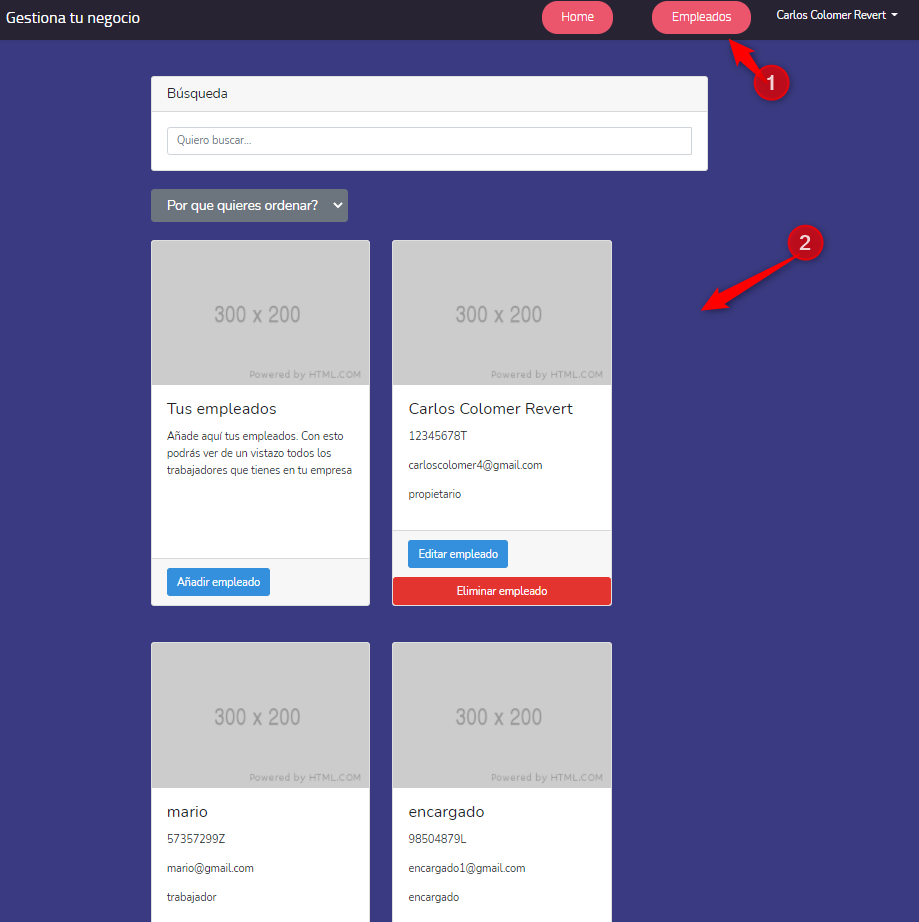 Gestiona tu negocio
Home
Empleados
Carlos Colomer Revert
1
Búsqueda
Quiero buscar...
Por que quieres ordenar?
2
300 x 200
Powered by HTML.COM
300 x 200
Powered by HTML.COM
Tus empleados
Añade aquí tus empleados. Con esto
podrás ver de un vistazo todos los
trabajadores que tienes en tu empresa
Añadir empleado
Carlos Colomer Revert
12345678T
carloscolomer4@gmail.com
propietario
Editar empleado
Eliminar empleado
300 x 200
Powered by HTML.COM
300 x 200
Powered by HTML.COM
mario
57357299Z
mario@gmail.com
trabajador
encargado
98504879L
encargado1@gmail.com
encargado